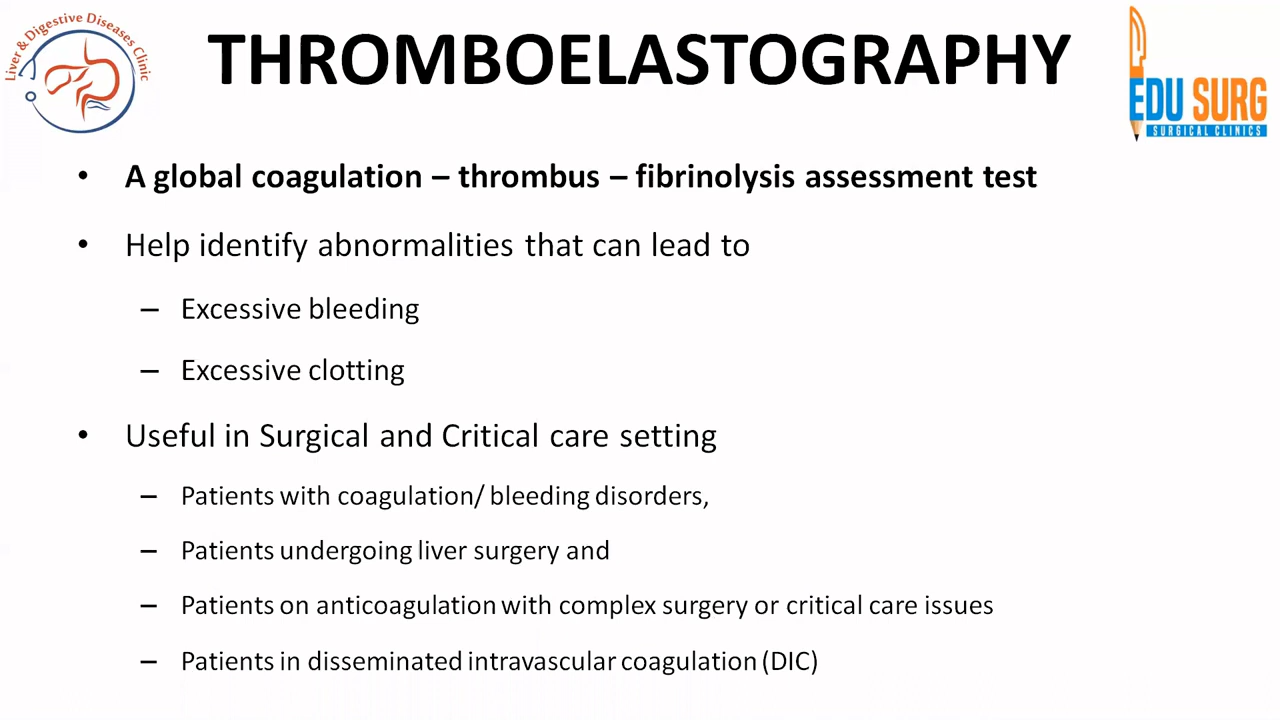 Liver & Digestive Diseases Clinic
THROMBOELASTOGRAPHY
EDU SURG
SURGICAL CLINICS
• A global coagulation – thrombus – fibrinolysis assessment test
• Help identify abnormalities that can lead to
– Excessive bleeding
– Excessive clotting
• Useful in Surgical and Critical care setting
– Patients with coagulation/ bleeding disorders,
– Patients undergoing liver surgery and
– Patients on anticoagulation with complex surgery or critical care issues
– Patients in disseminated intravascular coagulation (DIC)